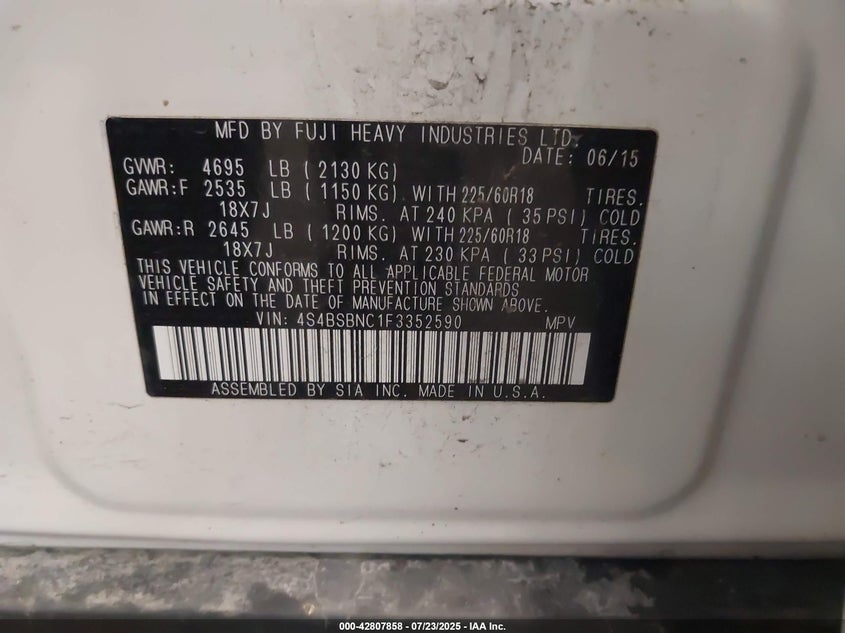 MFD BY FUJI HEAVY INDUSTRIES LTD.
DATE: 06/15
GVWR: 4695 LB ( 2130 KG)
GAWR:F 2535 LB ( 1150 KG) WITH 225/60R18 TIRES.
18X7J RIMS. AT 240 KPA ( 35 PSI) COLD
GAWR:R 2645 LB ( 1200 KG) WITH 225/60R18 TIRES.
18X7J RIMS. AT 230 KPA ( 33 PSI) COLD
THIS VEHICLE CONFORMS TO ALL APPLICABLE FEDERAL MOTOR
VEHICLE SAFETY AND THEFT PREVENTION STANDARDS
IN EFFECT ON THE DATE OF MANUFACTURE SHOWN ABOVE.
VIN: 4S4BSBNC1F3352590 MPV
ASSEMBLED BY SIA INC. MADE IN U.S.A.
000-42807858 - 07/23/2025 - IAA Inc.